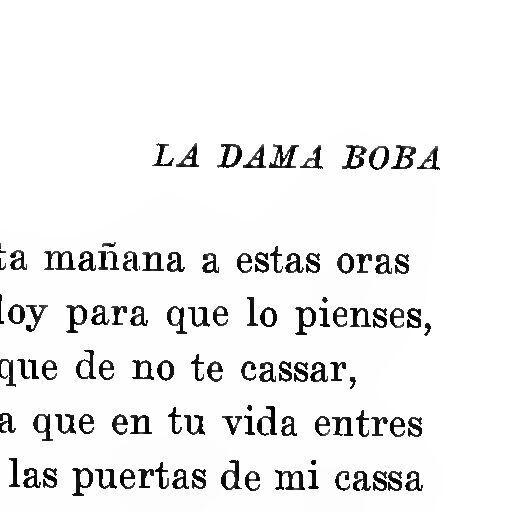 LA DAMA BOBA
ta mañana a estas oras
loy para que lo pienses,
que de no te cassar,
a que en tu vida entres
las puertas de mi cassa